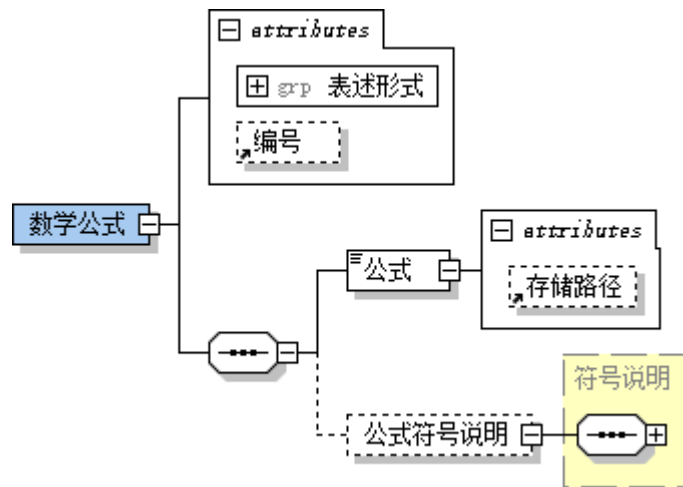 attributes
grp 表述形式
编号
数学公式
attributes
公式
存储路径
符号说明
公式符号说明